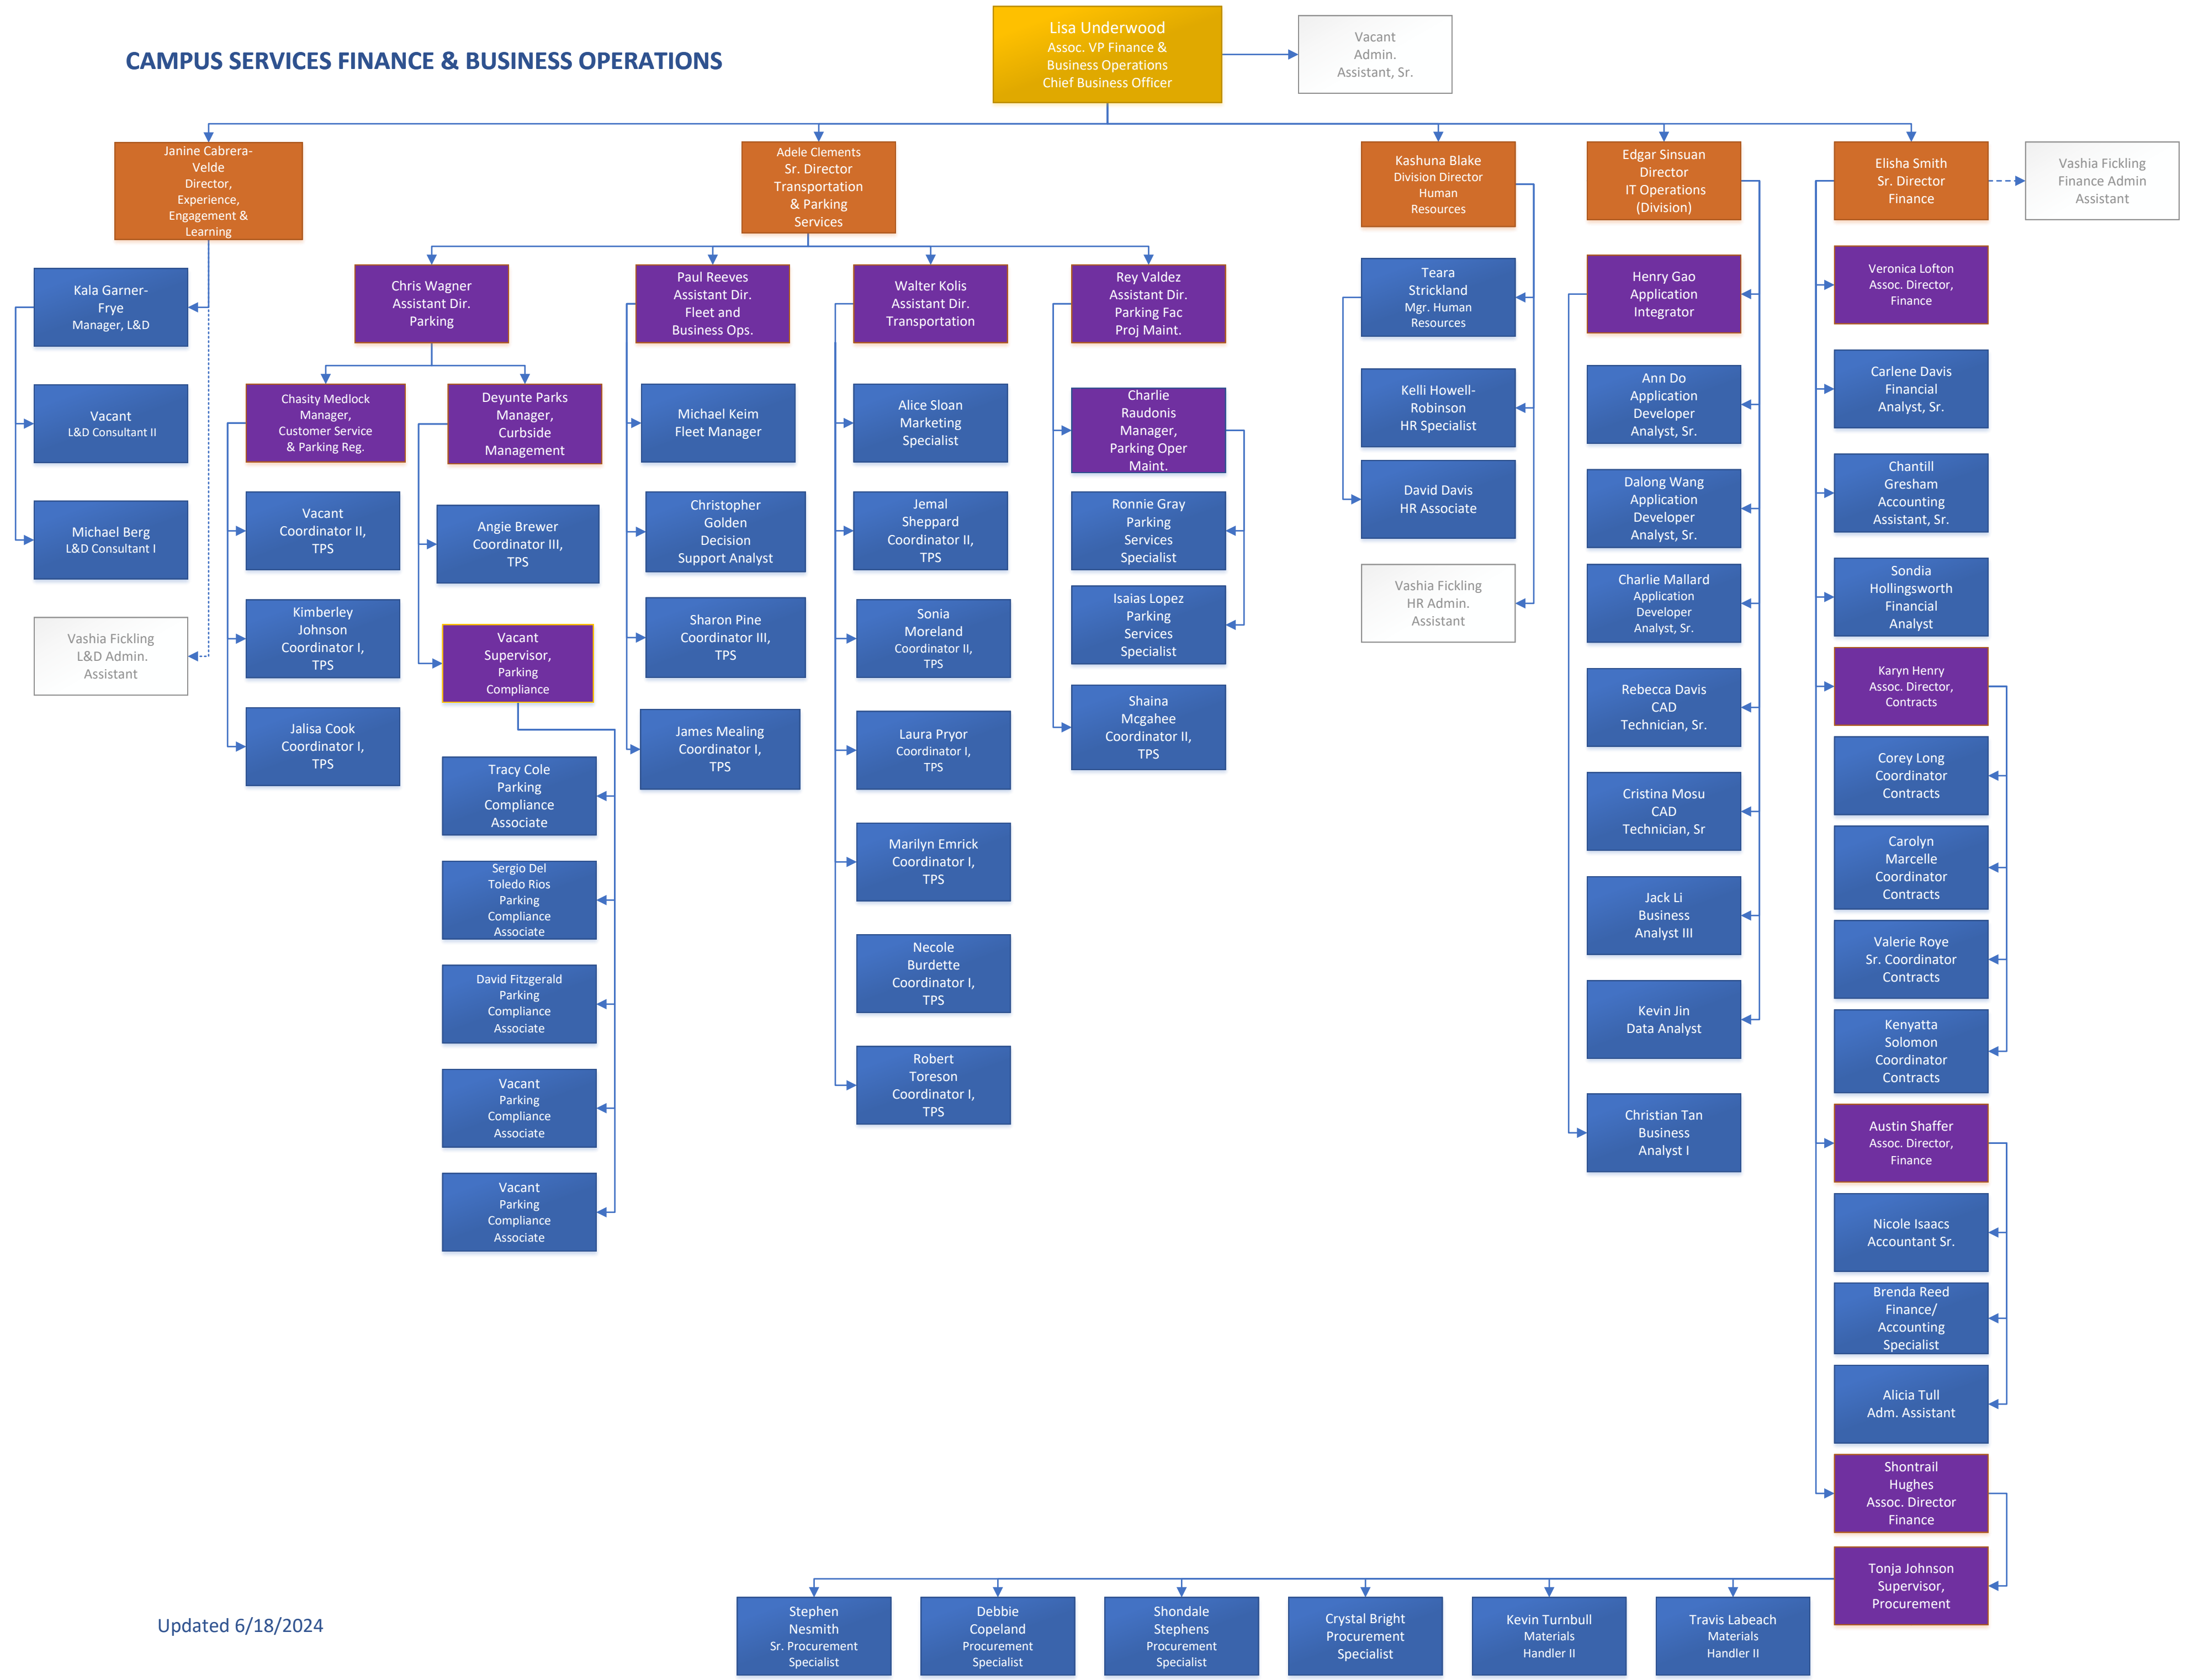 CAMPUS SERVICES FINANCE & BUSINESS OPERATIONS
Lisa Underwood
Assoc. VP Finance &
Business Operations
Chief Business Officer
Vacant
Admin.
Assistant, Sr.
Janine Cabrera-
Velde
Director,
Experience,
Engagement &
Learning
Adele Clements
Sr. Director
Transportation
& Parking
Services
Kashuna Blake
Division Director
Human
Resources
Edgar Sinsuan
Director
IT Operations
(Division)
Elisha Smith
Sr. Director
Finance
Vashia Fickling
Finance Admin
Assistant
Kala Garner-
Frye
Manager, L&D
Vacant
L&D Consultant II
Michael Berg
L&D Consultant I
Vashia Fickling
L&D Admin.
Assistant
Chris Wagner
Assistant Dir.
Parking
Chasity Medlock
Manager,
Customer Service
& Parking Reg.
Vacant
Coordinator II,
TPS
Kimberley
Johnson
Coordinator I,
TPS
Jalisa Cook
Coordinator I,
TPS
Deyunte Parks
Manager,
Curbside
Management
Angie Brewer
Coordinator III,
TPS
Vacant
Supervisor,
Parking
Compliance
Tracy Cole
Parking
Compliance
Associate
Sergio Del
Toledo Rios
Parking
Compliance
Associate
David Fitzgerald
Parking
Compliance
Associate
Vacant
Parking
Compliance
Associate
Vacant
Parking
Compliance
Associate
Paul Reeves
Assistant Dir.
Fleet and
Business Ops.
Michael Keim
Fleet Manager
Christopher
Golden
Decision
Support Analyst
Sharon Pine
Coordinator III,
TPS
James Mealing
Coordinator I,
TPS
Walter Kolis
Assistant Dir.
Transportation
Alice Sloan
Marketing
Specialist
Jemal
Sheppard
Coordinator II,
TPS
Sonia
Moreland
Coordinator II,
TPS
Laura Pryor
Coordinator I,
TPS
Marilyn Emrick
Coordinator I,
TPS
Necole
Burdette
Coordinator I,
TPS
Robert
Toreson
Coordinator I,
TPS
Rey Valdez
Assistant Dir.
Parking Fac
Proj Maint.
Charlie
Raudonis
Manager,
Parking Oper
Maint.
Ronnie Gray
Parking
Services
Specialist
Isaias Lopez
Parking
Services
Specialist
Shaina
Mcgahee
Coordinator II,
TPS
Teara
Strickland
Mgr. Human
Resources
Kelli Howell-
Robinson
HR Specialist
David Davis
HR Associate
Vashia Fickling
HR Admin.
Assistant
Henry Gao
Application
Integrator
Ann Do
Application
Developer
Analyst, Sr.
Dalong Wang
Application
Developer
Analyst, Sr.
Charlie Mallard
Application
Developer
Analyst, Sr.
Rebecca Davis
CAD
Technician, Sr.
Cristina Mosu
CAD
Technician, Sr
Jack Li
Business
Analyst III
Kevin Jin
Data Analyst
Christian Tan
Business
Analyst I
Veronica Lofton
Assoc. Director,
Finance
Carlene Davis
Financial
Analyst, Sr.
Chantill
Gresham
Accounting
Assistant, Sr.
Sondia
Hollingsworth
Financial
Analyst
Karyn Henry
Assoc. Director,
Contracts
Corey Long
Coordinator
Contracts
Carolyn
Marcelle
Coordinator
Contracts
Valerie Roye
Sr. Coordinator
Contracts
Kenyatta
Solomon
Coordinator
Contracts
Austin Shaffer
Assoc. Director,
Finance
Nicole Isaacs
Accountant Sr.
Brenda Reed
Finance/
Accounting
Specialist
Alicia Tull
Adm. Assistant
Shontrail
Hughes
Assoc. Director
Finance
Tonja Johnson
Supervisor,
Procurement
Stephen
Nesmith
Sr. Procurement
Specialist
Debbie
Copeland
Procurement
Specialist
Shondale
Stephens
Procurement
Specialist
Crystal Bright
Procurement
Specialist
Kevin Turnbull
Materials
Handler II
Travis Labeach
Materials
Handler II
Updated 6/18/2024